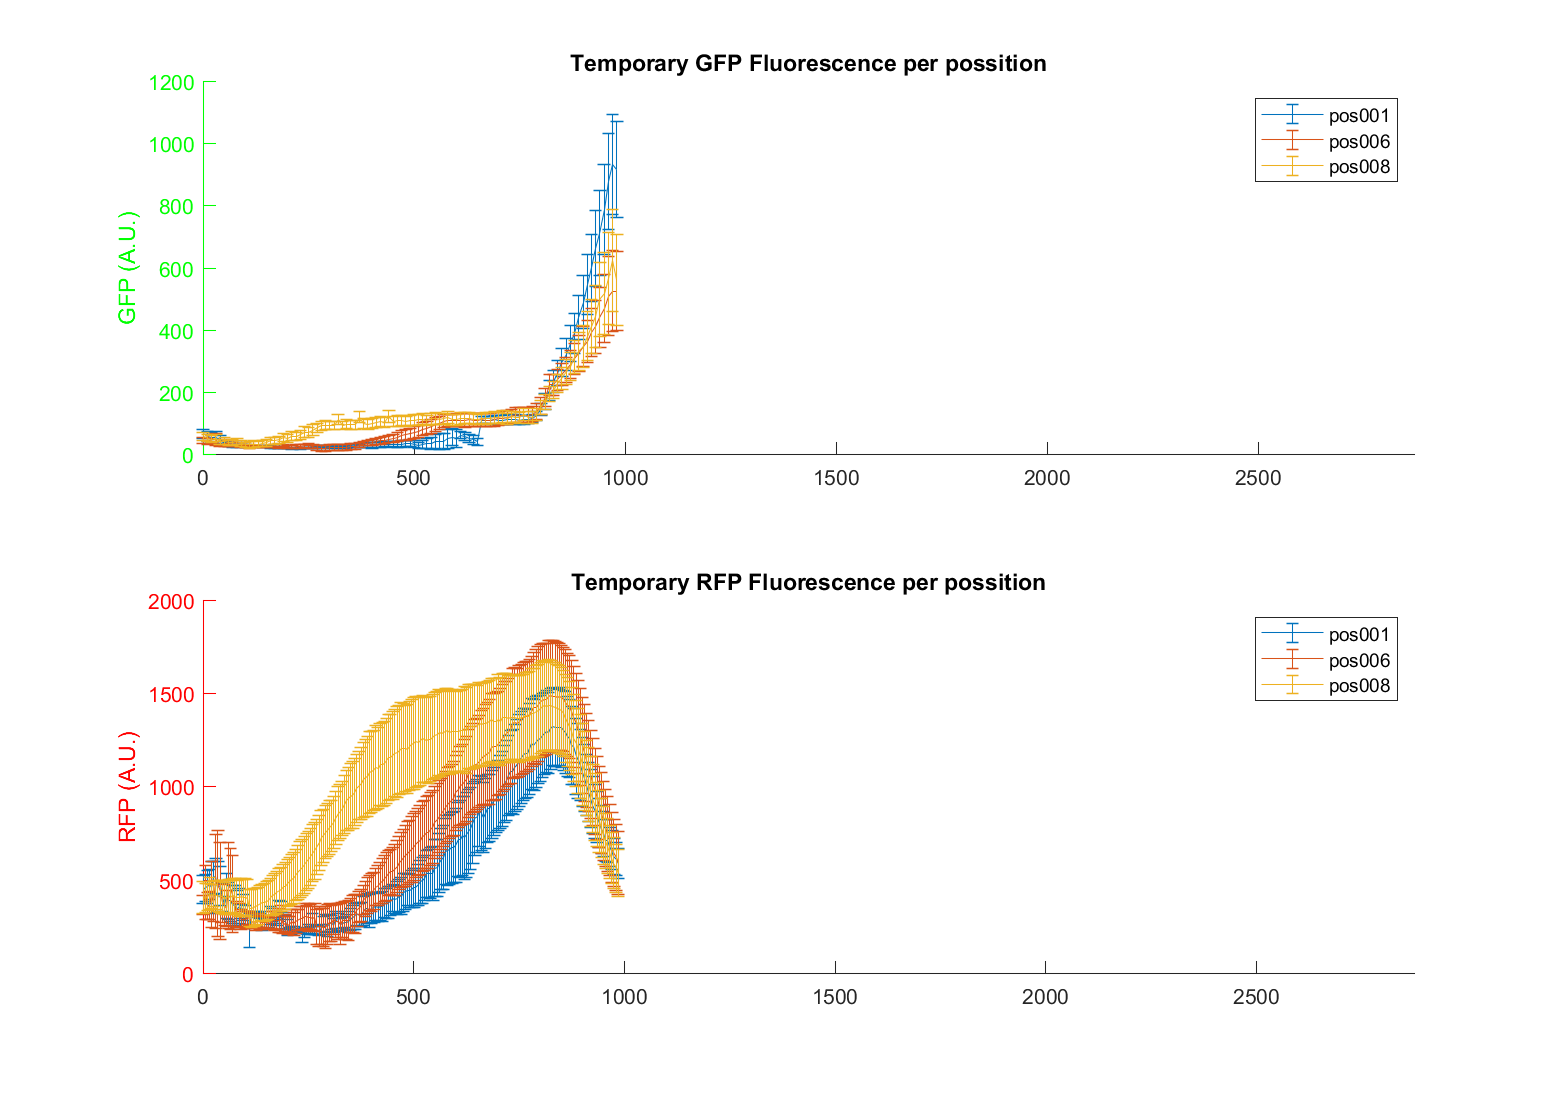 Temporary GFP Fluorescence per possition
1200
1000
800
600
400
200
0
GFP (A.U.)
0 500 1000 1500 2000 2500
pos001
pos006
pos008
Temporary RFP Fluorescence per possition
2000
1500
1000
500
0
RFP (A.U.)
0 500 1000 1500 2000 2500
pos001
pos006
pos008